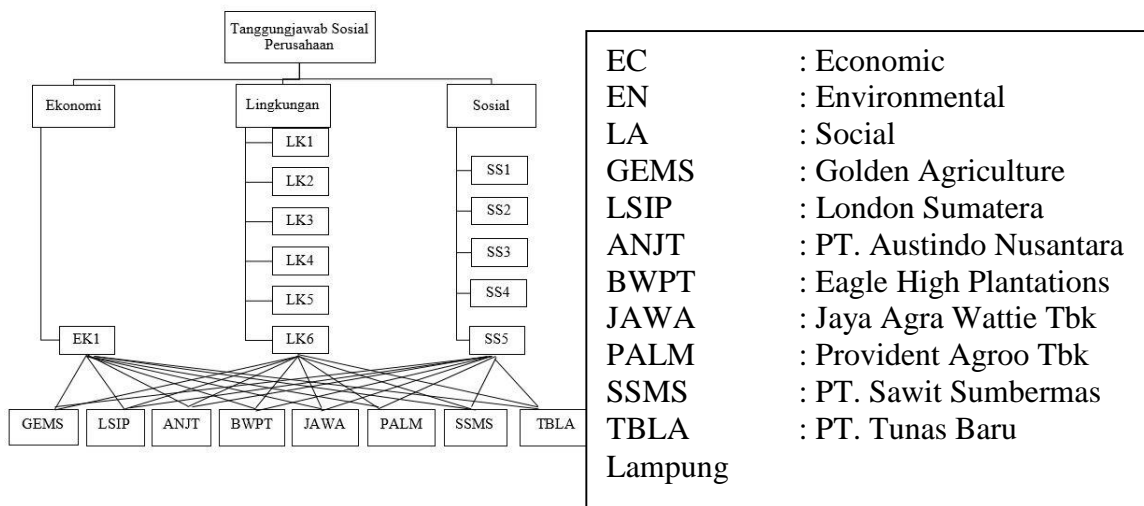 Tanggungjawab Sosial
Perusahaan
Ekonomi
Lingkungan
Sosial
LK1
LK2
LK3
LK4
LK5
LK6
SS1
SS2
SS3
SS4
SS5
EK1
GEMS
LSIP
ANJT
BWPT
JAWA
PALM
SSMS
TBLA
EC : Economic
EN : Environmental
LA : Social
GEMS : Golden Agriculture
LSIP : London Sumatera
ANJT : PT. Austindo Nusantara
BWPT : Eagle High Plantations
JAWA : Jaya Agra Wattie Tbk
PALM : Provident Agroo Tbk
SSMS : PT. Sawit Sumbermas
TBLA : PT. Tunas Baru
Lampung